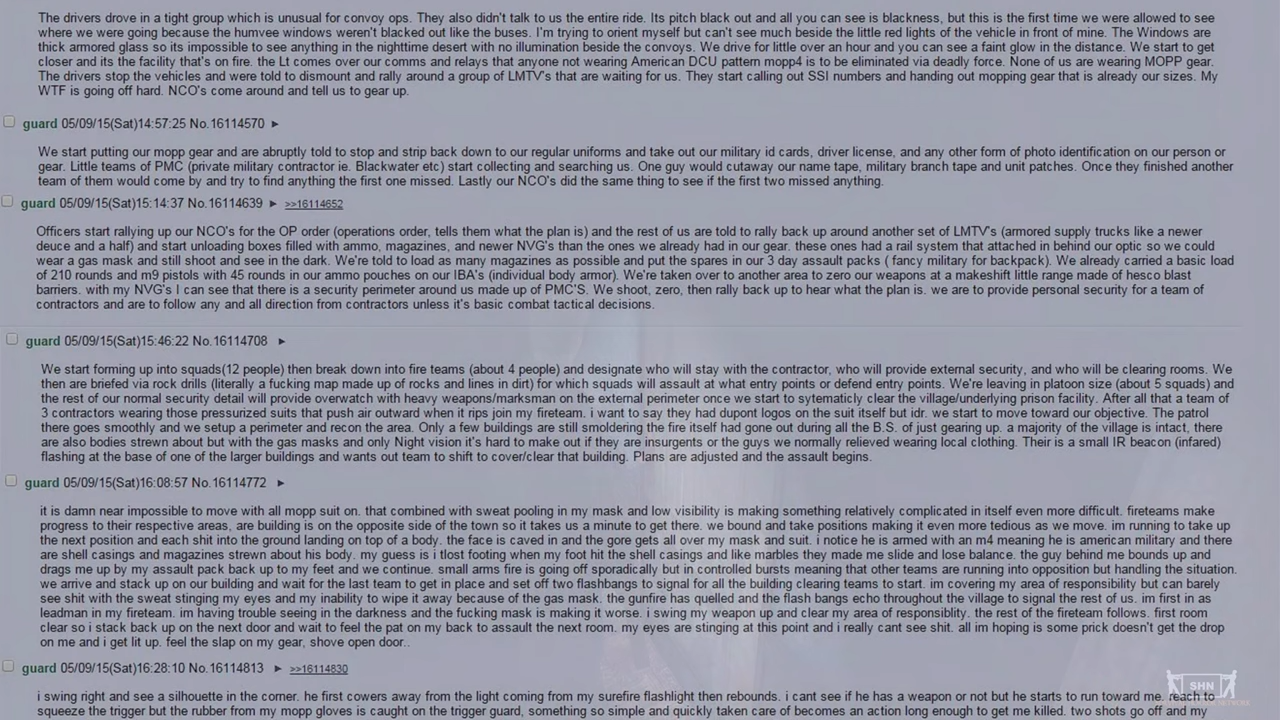 The drivers drove in a tight group which is unusual for convoy ops. They also didn't talk to us the entire ride. Its pitch black out and all you can see is blackness, but this is the first time we were allowed to see
where we were going because the humvee windows weren't blacked out like the buses. I'm trying to orient myself but can't see much beside the little red lights of the vehicle in front of mine. The Windows are
thick armored glass so its impossible to see anything in the nighttime desert with no illumination beside the convoys. We drive for little over an hour and you can see a faint glow in the distance. We start to get
closer and its the facility that's on fire. the Lt comes over our comms and relays that anyone not wearing American DCU pattern mopp4 is to be eliminated via deadly force. None of us are wearing MOPP gear.
The drivers stop the vehicles and were told to dismount and rally around a group of LMTV's that are waiting for us. They start calling out SSI numbers and handing out mopping gear that is already our sizes. My
WTF is going off hard. NCO's come around and tell us to gear up.
guard 05/09/15(Sat)14:57:25 No.16114570 ►
We start putting our mopp gear and are abruptly told to stop and strip back down to our regular uniforms and take out our military id cards, driver license, and any other form of photo identification on our person or
gear. Little teams of PMC (private military contractor ie. Blackwater etc) start collecting and searching us. One guy would cutaway our name tape, military branch tape and unit patches. Once they finished another
team of them would come by and try to find anything the first one missed. Lastly our NCO's did the same thing to see if the first two missed anything.
guard 05/09/15(Sat)15:14:37 No.16114639 ► >>16114652
Officers start rallying up our NCO's for the OP order (operations order, tells them what the plan is) and the rest of us are told to rally back up around another set of LMTV's (armored supply trucks like a newer
deuce and a half) and start unloading boxes filled with ammo, magazines, and newer NVG's than the ones we already had in our gear. these ones had a rail system that attached in behind our optic so we could
wear a gas mask and still shoot and see in the dark. We're told to load as many magazines as possible and put the spares in our 3 day assault packs ( fancy military for backpack). We already carried a basic load
of 210 rounds and m9 pistols with 45 rounds in our ammo pouches on our IBA's (individual body armor). We're taken over to another area to zero our weapons at a makeshift little range made of hesco blast
barriers. with my NVG's I can see that there is a security perimeter around us made up of PMC'S. We shoot, zero, then rally back up to hear what the plan is. we are to provide personal security for a team of
contractors and are to follow any and all direction from contractors unless it's basic combat tactical decisions.
guard 05/09/15(Sat)15:46:22 No.16114708 ►
We start forming up into squads(12 people) then break down into fire teams (about 4 people) and designate who will stay with the contractor, who will provide external security, and who will be clearing rooms. We
then are briefed via rock drills (literally a fucking map made up of rocks and lines in dirt) for which squads will assault at what entry points or defend entry points. We're leaving in platoon size (about 5 squads) and
the rest of our normal security detail will provide overwatch with heavy weapons/marksman on the external perimeter once we start to sytematicly clear the village/underlying prison facility. After all that a team of
3 contractors wearing those pressurized suits that push air outward when it rips join my fireteam. i want to say they had dupont logos on the suit itself but idr. we start to move toward our objective. The patrol
there goes smoothly and we setup a perimeter and recon the area. Only a few buildings are still smoldering the fire itself had gone out during all the B.S. of just gearing up. a majority of the village is intact, there
are also bodies strewn about but with the gas masks and only Night vision it's hard to make out if they are insurgents or the guys we normally relieved wearing local clothing. Their is a small IR beacon (infared)
flashing at the base of one of the larger buildings and wants out team to shift to cover/clear that building. Plans are adjusted and the assault begins.
guard 05/09/15(Sat)16:08:57 No.16114772 ►
it is damn near impossible to move with all mopp suit on. that combined with sweat pooling in my mask and low visibility is making something relatively complicated in itself even more difficult. fireteams make
progress to their respective areas, are building is on the opposite side of the town so it takes us a minute to get there. we bound and take positions making it even more tedious as we move. im running to take up
the next position and each shit into the ground landing on top of a body. the face is caved in and the gore gets all over my mask and suit. i notice he is armed with an m4 meaning he is american military and there
are shell casings and magazines strewn about his body. my guess is i tlost footing when my foot hit the shell casings and like marbles they made me slide and lose balance. the guy behind me bounds up and
drags me up by my assault pack back up to my feet and we continue. small arms fire is going off sporadically but in controlled bursts meaning that other teams are running into opposition but handling the situation.
we arrive and stack up on our building and wait for the last team to get in place and set off two flashbangs to signal for all the building clearing teams to start. im covering my area of responsibility but can barely
see shit with the sweat stinging my eyes and my inability to wipe it away because of the gas mask. the gunfire has quelled and the flash bangs echo throughout the village to signal the rest of us. im first in as
leadman in my fireteam. im having trouble seeing in the darkness and the fucking mask is making it worse. i swing my weapon up and clear my area of responsiblity. the rest of the fireteam follows. first room
clear so i stack back up on the next door and wait to feel the pat on my back to assault the next room. my eyes are stinging at this point and i really cant see shit. all im hoping is some prick doesn't get the drop
on me and i get lit up. feel the slap on my gear, shove open door..
guard 05/09/15(Sat)16:28:10 No.16114813 ► >>16114830
i swing right and see a silhouette in the corner. he first cowers away from the light coming from my surefire flashlight then rebounds. i cant see if he has a weapon or not but he starts to run toward me. reach to
squeeze the trigger but the rubber from my mopp gloves is caught on the trigger guard, something so simple and quickly taken care of becomes an action long enough to get me killed. two shots go off and my
SHN